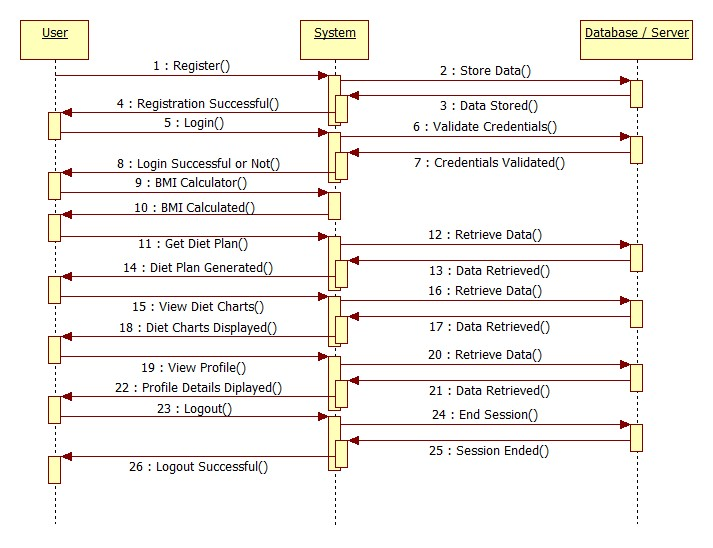 User
System
Database / Server
1 : Register()
2 : Store Data()
3 : Data Stored()
4 : Registration Successful()
5 : Login()
6 : Validate Credentials()
7 : Credentials Validated()
8 : Login Successful or Not()
9 : BMI Calculator()
10 : BMI Calculated()
11 : Get Diet Plan()
12 : Retrieve Data()
13 : Data Retrieved()
14 : Diet Plan Generated()
15 : View Diet Charts()
16 : Retrieve Data()
17 : Data Retrieved()
18 : Diet Charts Displayed()
19 : View Profile()
20 : Retrieve Data()
21 : Data Retrieved()
22 : Profile Details Diplayed()
23 : Logout()
24 : End Session()
25 : Session Ended()
26 : Logout Successful()